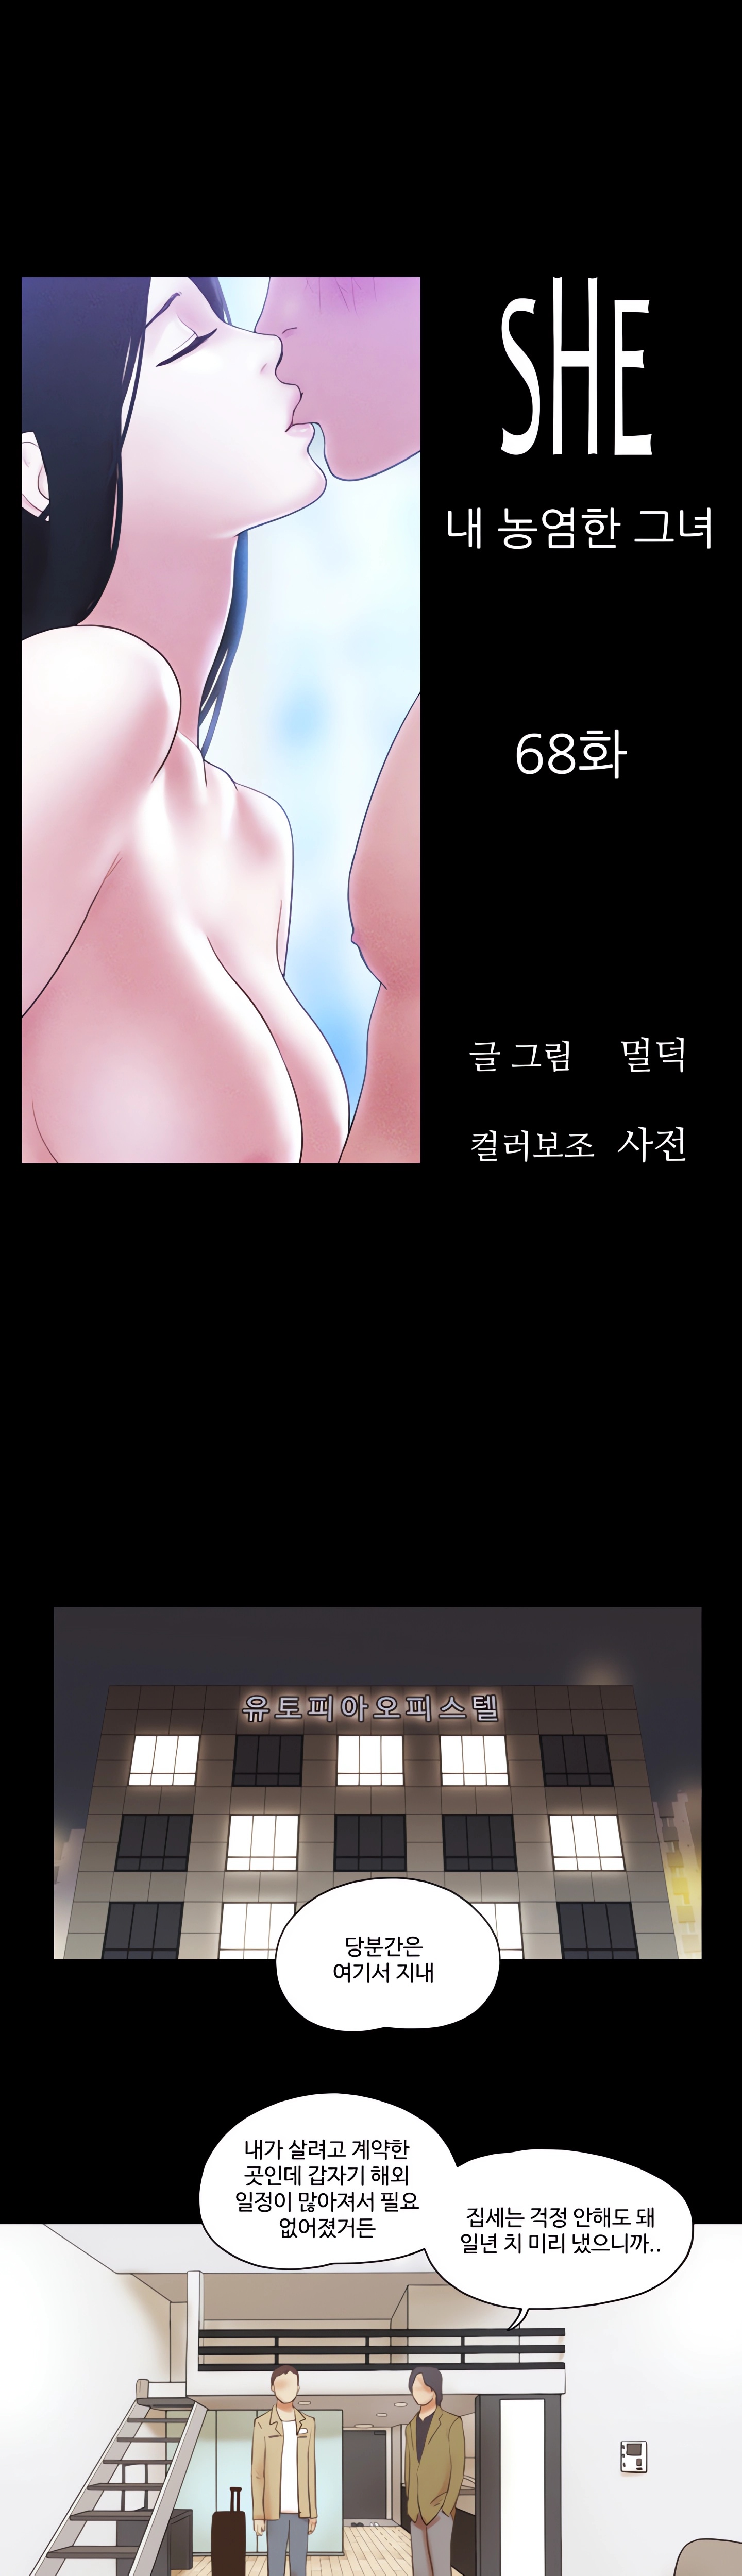 SHE
내 농염한 그녀
68화
글 그림 멀덕
컬러보조 사전
유토피아오피스텔
당분간은
여기서 지내
내가 살려고 계약한
곳인데 갑자기 해외
일정이 많아져서 필요
없어졌거든
집세는 걱정 안해도 돼
일년 치 미리 냈으니까..